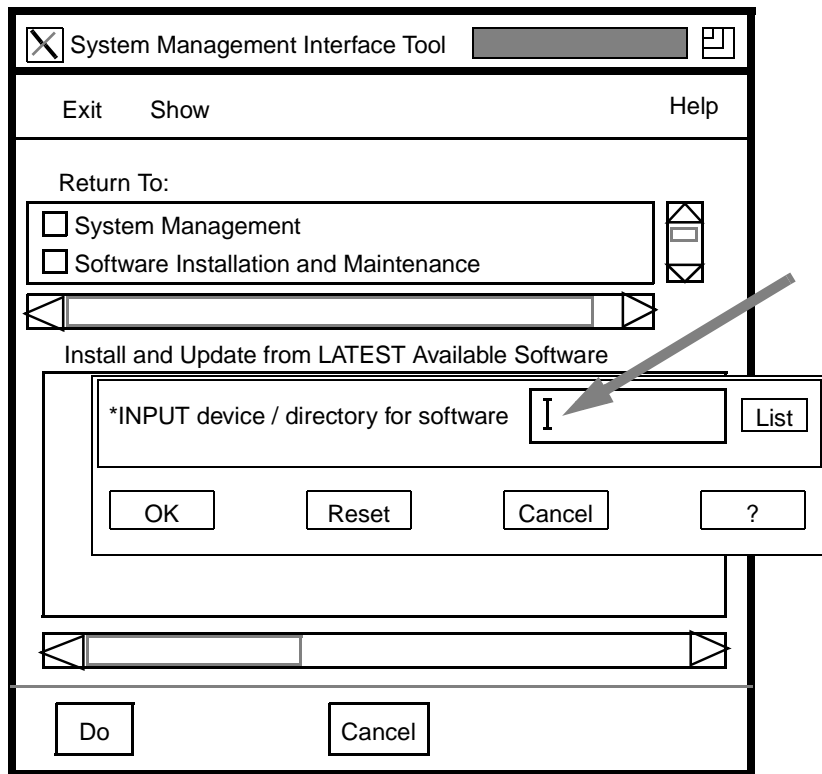 System Management Interface Tool
Exit Show Help
Return To:
System Management
Software Installation and Maintenance
Install and Update from LATEST Available Software
*INPUT device / directory for software List
OK Reset Cancel ?
Do Cancel